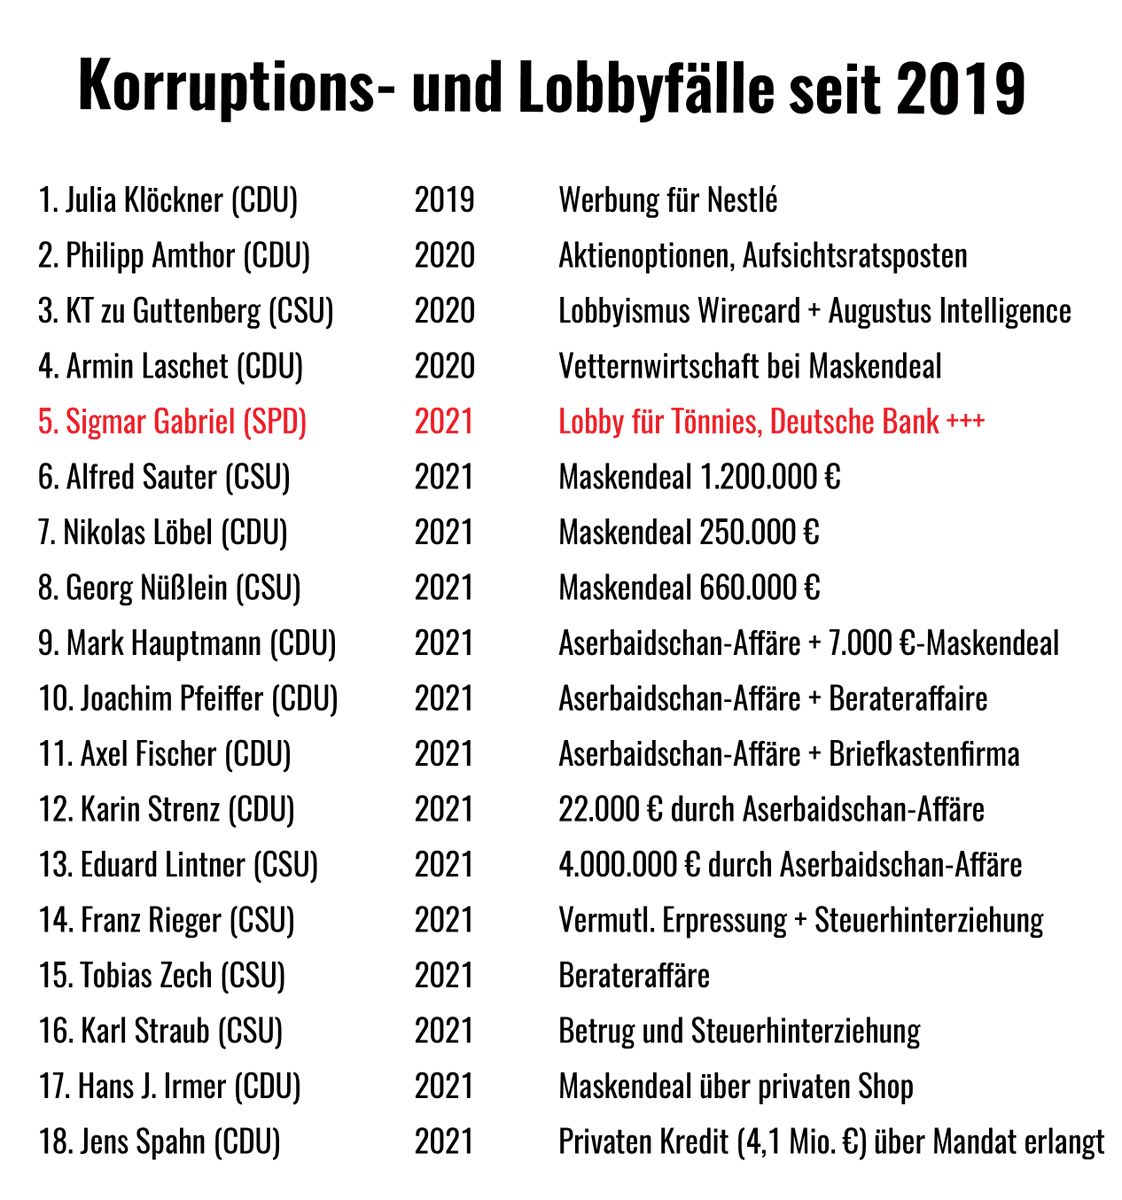 Korruptions- und Lobbyfälle seit 2019
1. Julia Klöckner (CDU) 2019 Werbung für Nestlé
2. Philipp Amthor (CDU) 2020 Aktienoptionen, Aufsichtsratsposten
3. KT zu Guttenberg (CSU) 2020 Lobbyismus Wirecard + Augustus Intelligence
4. Armin Laschet (CDU) 2020 Vetternwirtschaft bei Maskendeal
5. Sigmar Gabriel (SPD) 2021 Lobby für Tönnies, Deutsche Bank +++
6. Alfred Sauter (CSU) 2021 Maskendeal 1.200.000 €
7. Nikolas Löbel (CDU) 2021 Maskendeal 250.000 €
8. Georg Nüßlein (CSU) 2021 Maskendeal 660.000 €
9. Mark Hauptmann (CDU) 2021 Aserbaidschan-Affäre + 7.000 €-Maskendeal
10. Joachim Pfeiffer (CDU) 2021 Aserbaidschan-Affäre + Berateraffaire
11. Axel Fischer (CDU) 2021 Aserbaidschan-Affäre + Briefkastenfirma
12. Karin Strenz (CDU) 2021 22.000 € durch Aserbaidschan-Affäre
13. Eduard Lintner (CSU) 2021 4.000.000 € durch Aserbaidschan-Affäre
14. Franz Rieger (CSU) 2021 Vermutl. Erpressung + Steuerhinterziehung
15. Tobias Zech (CSU) 2021 Berateraffäre
16. Karl Straub (CSU) 2021 Betrug und Steuerhinterziehung
17. Hans J. Irmer (CDU) 2021 Maskendeal über privaten Shop
18. Jens Spahn (CDU) 2021 Privaten Kredit (4,1 Mio. €) über Mandat erlangt